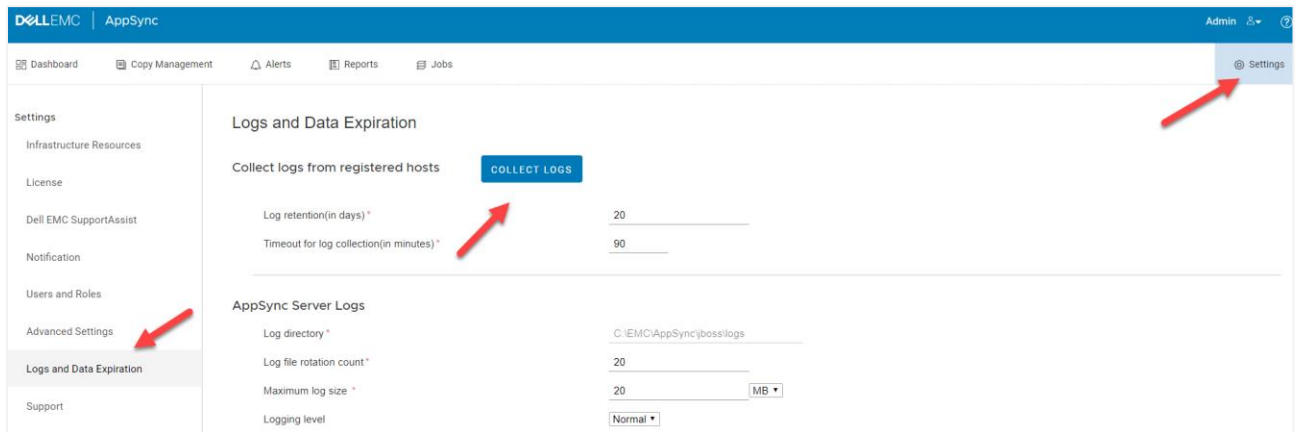 DELLEMC | AppSync
Admin
Dashboard
Copy Management
Alerts
Reports
Jobs
Settings
Settings
Infrastructure Resources
License
Dell EMC SupportAssist
Notification
Users and Roles
Advanced Settings
Logs and Data Expiration
Support
Logs and Data Expiration
Collect logs from registered hosts
COLLECT LOGS
Log retention(in days) * 20
Timeout for log collection(in minutes) * 90
AppSync Server Logs
Log directory * C:\EMC\AppSync\jboss\logs
Log file rotation count * 20
Maximum log size * 20 MB
Logging level Normal